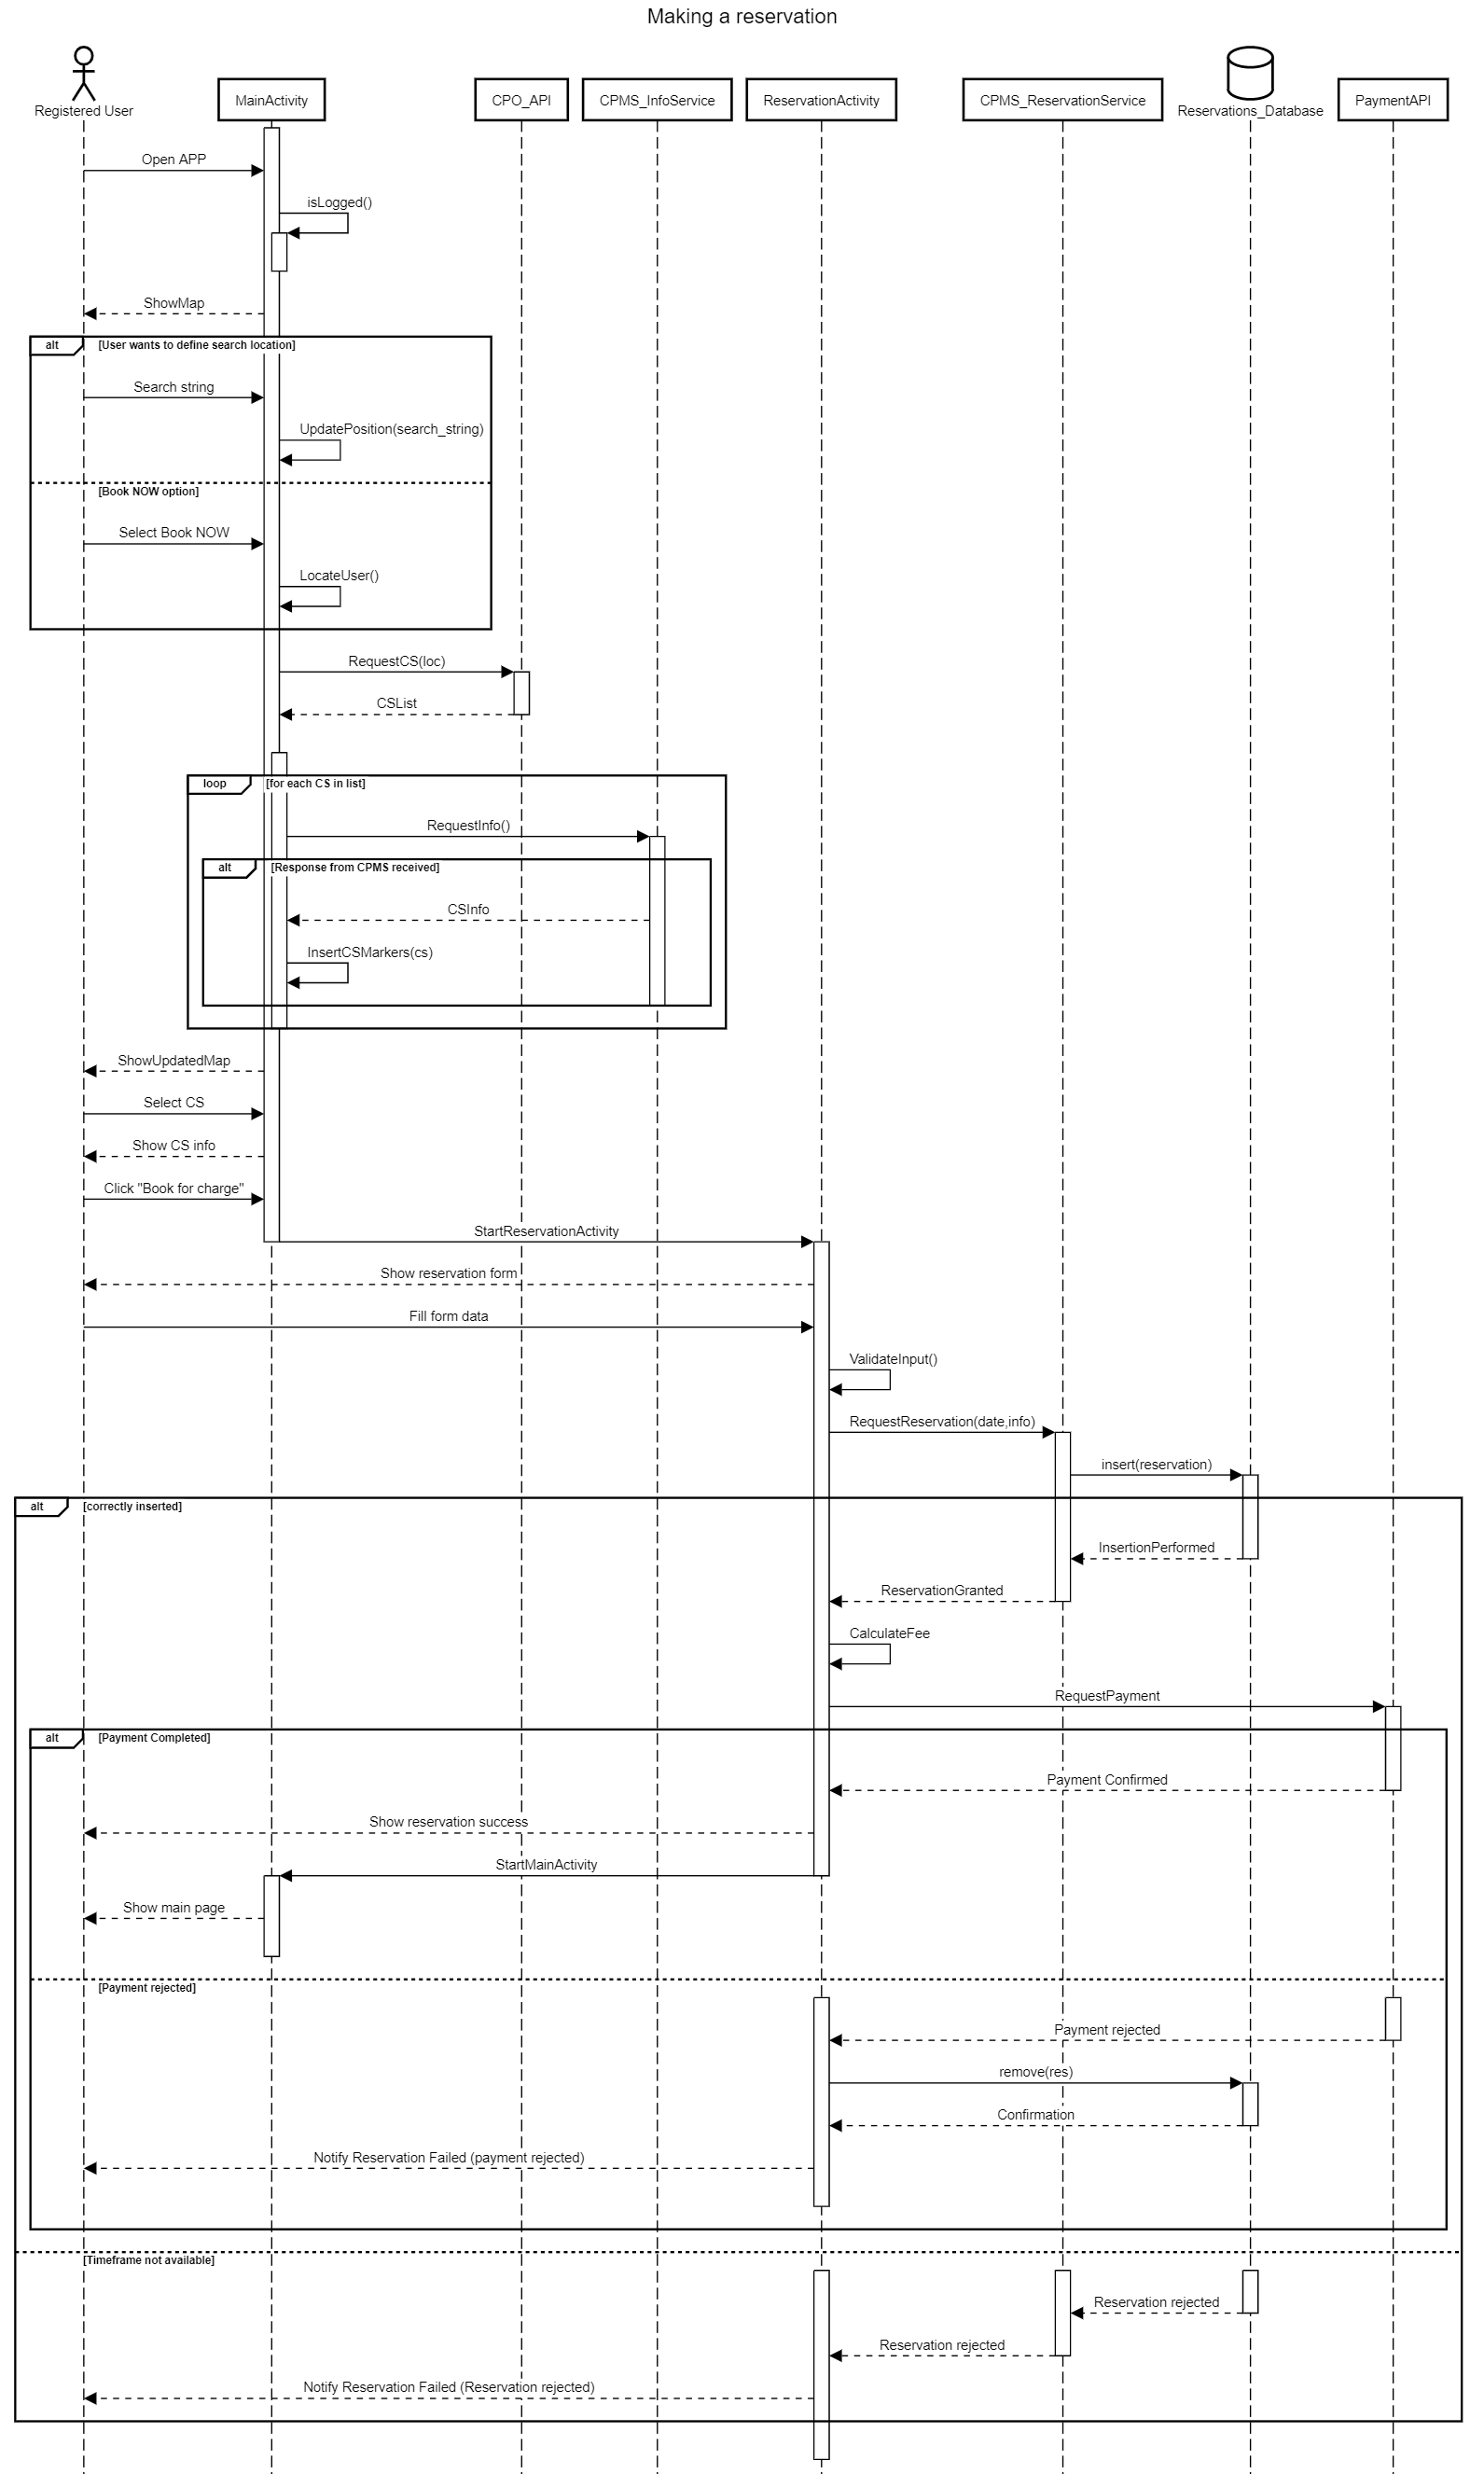 Making a reservation
Registered User
MainActivity
CPO_API
CPMS_InfoService
ReservationActivity
CPMS_ReservationService
Reservations_Database
PaymentAPI
Open APP
isLogged()
ShowMap
alt
[User wants to define search location]
Search string
UpdatePosition(search_string)
[Book NOW option]
Select Book NOW
LocateUser()
RequestCS(loc)
CSList
loop
[for each CS in list]
RequestInfo()
alt
[Response from CPMS received]
CSInfo
InsertCSMarkers(cs)
ShowUpdatedMap
Select CS
Show CS info
Click "Book for charge"
StartReservationActivity
Show reservation form
Fill form data
ValidateInput()
RequestReservation(date,info)
insert(reservation)
alt
[correctly inserted]
InsertionPerformed
ReservationGranted
CalculateFee
RequestPayment
alt
[Payment Completed]
Payment Confirmed
Show reservation success
StartMainActivity
Show main page
[Payment rejected]
Payment rejected
remove(res)
Confirmation
Notify Reservation Failed (payment rejected)
[Timeframe not available]
Reservation rejected
Reservation rejected
Notify Reservation Failed (Reservation rejected)